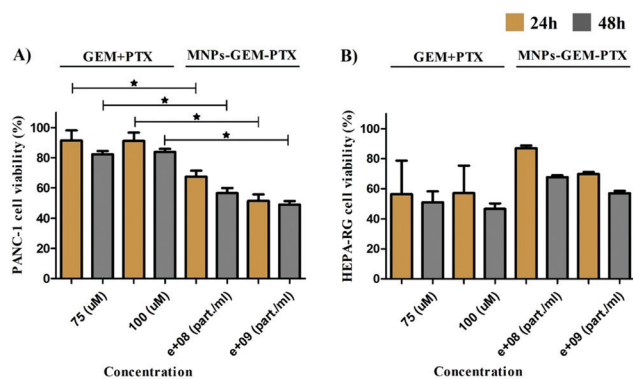 24h 48h
A)
GEM+PTX MNPs-GEM-PTX
★
★
★
★
PANC-1 cell viability (%)
100
80
60
40
20
0
75 (uM) 100 (uM) e+08 (part./ml) e+09 (part./ml)
Concentration
B)
GEM+PTX MNPs-GEM-PTX
HEPA-RG cell viability (%)
100
80
60
40
20
0
75 (uM) 100 (uM) e+08 (part./ml) e+09 (part./ml)
Concentration